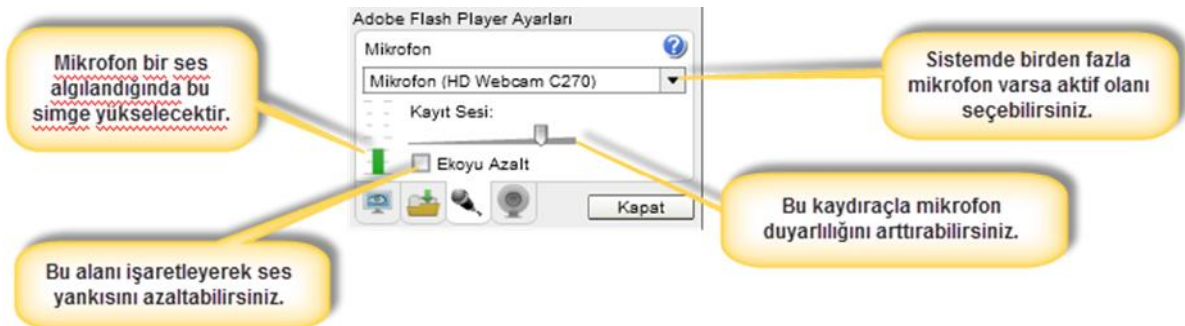 Adobe Flash Player Ayarları
Mikrofon
?
Mikrofon (HD Webcam C270)
Kayıt Sesi:
Ekoyu Azalt
Kapat
Mikrofon bir ses
algılandığında bu
simge yükselecektir.
Sistemde birden fazla
mikrofon varsa aktif olanı
seçebilirsiniz.
Bu kaydıraçla mikrofon
duyarlılığını arttırabilirsiniz.
Bu alanı işaretleyerek ses
yankısını azaltabilirsiniz.